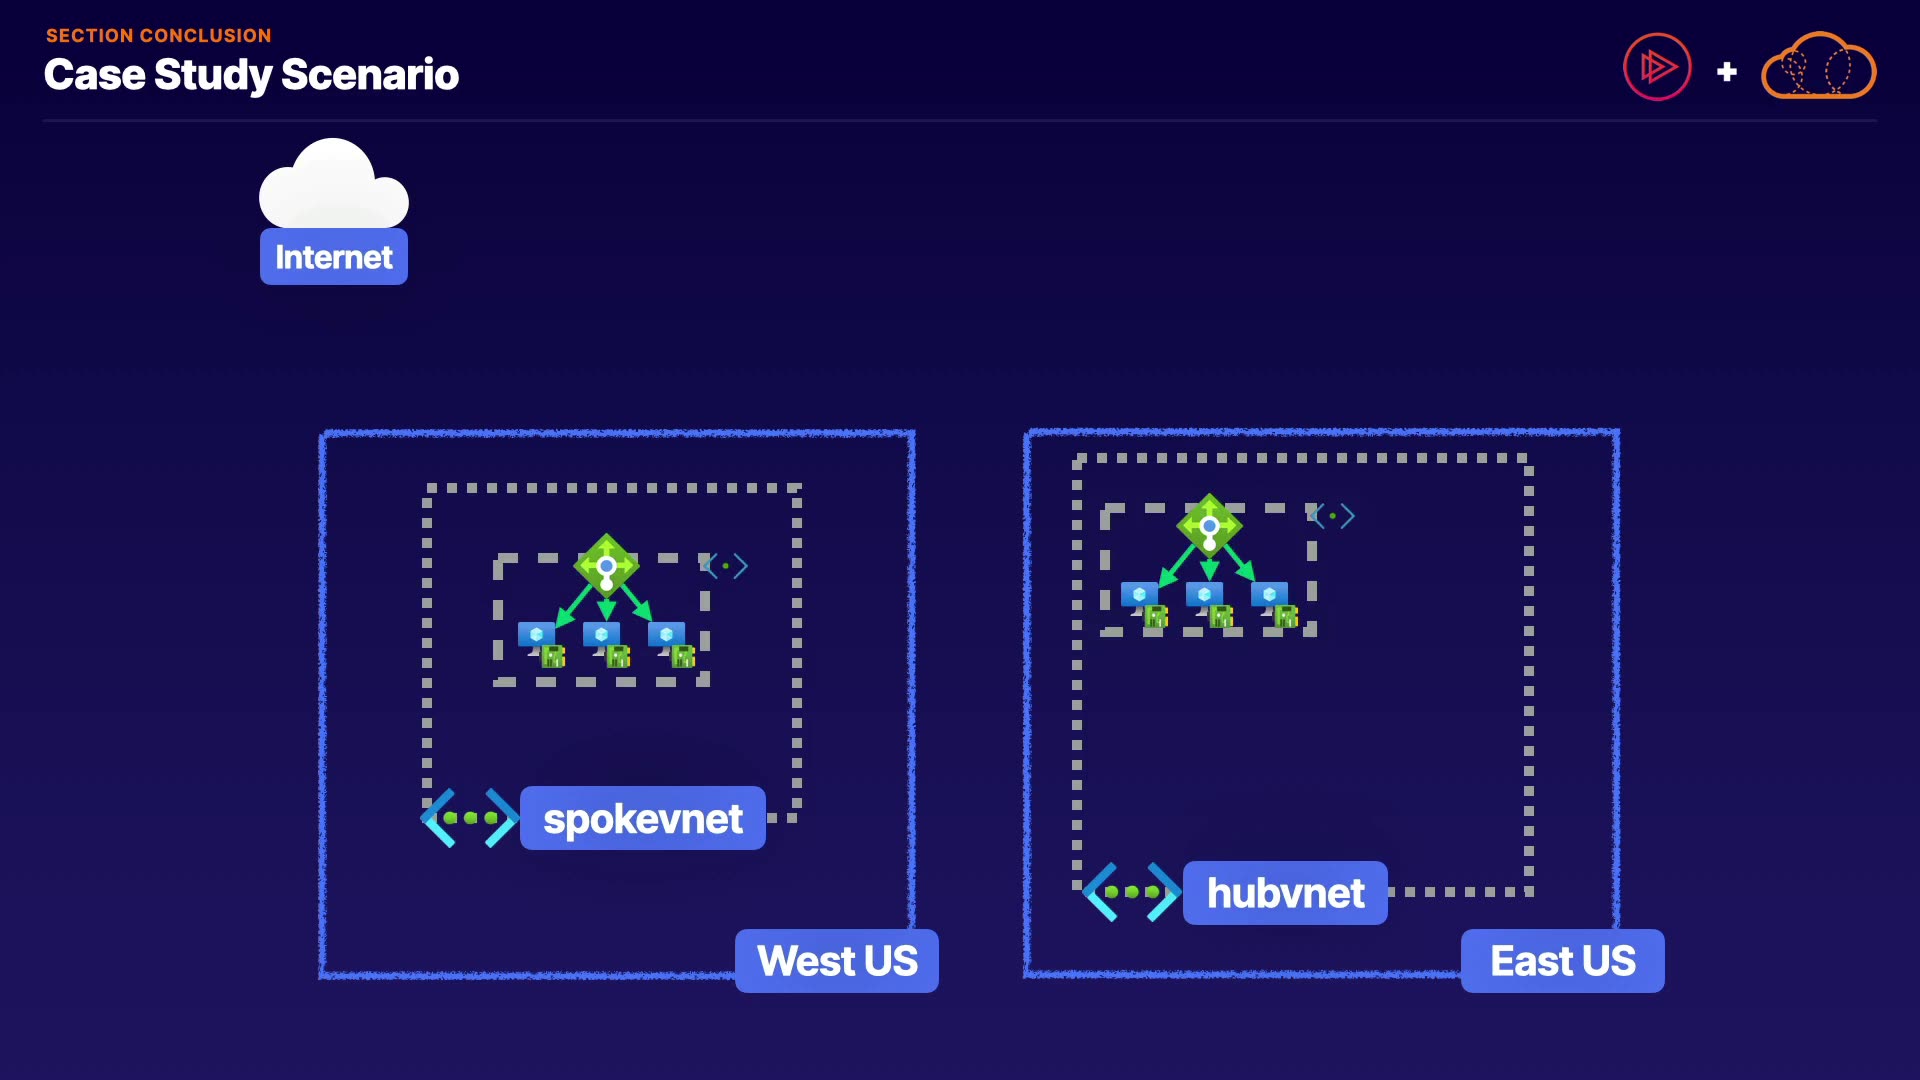 SECTION CONCLUSION
Case Study Scenario
Internet
spokevnet
West US
hubvnet
East US